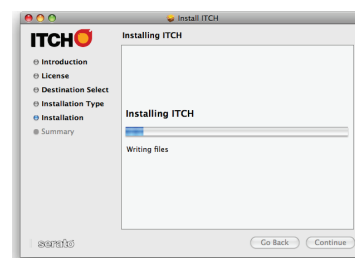 Install ITCH
ITCH
Installing ITCH
Introduction
License
Destination Select
Installation Type
Installation
Summary
Installing ITCH
Writing files
serato
Go Back
Continue